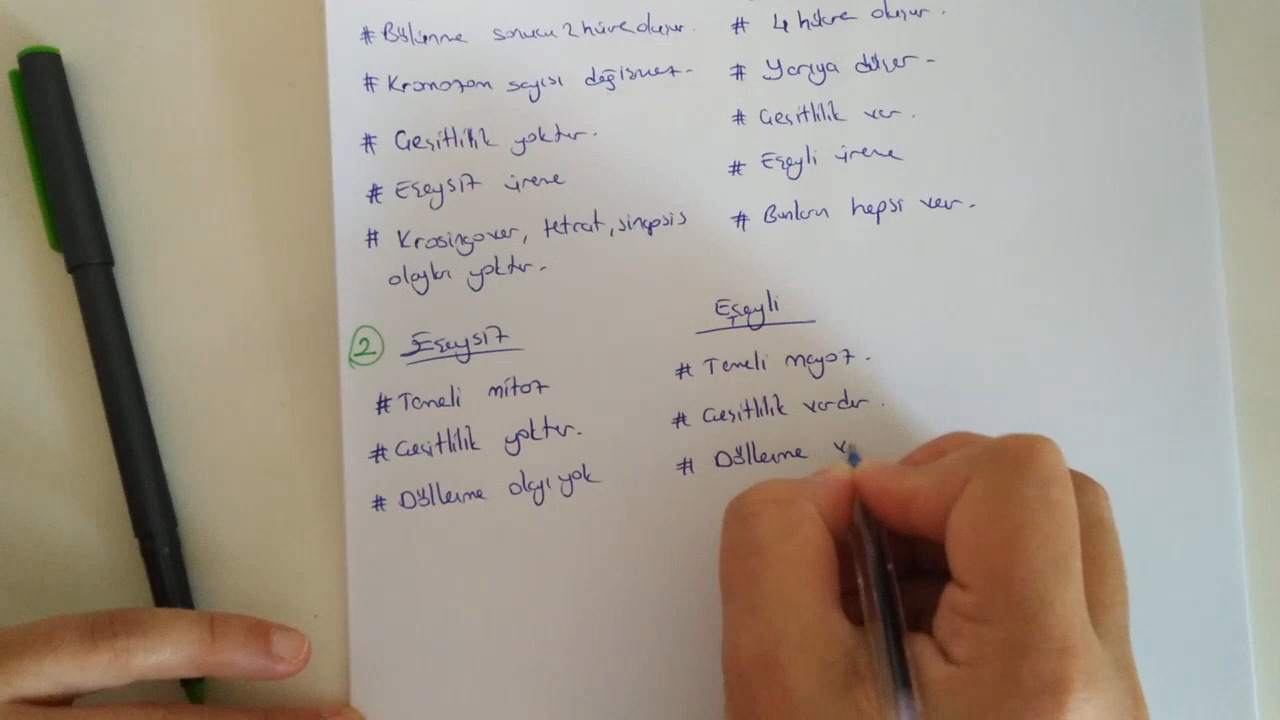 # Bölünme sonucu 2 hücre oluşur.
# Kromozom sayısı değişmez.
# Çeşitlilik yoktur.
# Eşeysiz üreme
# Krosingover, tetrat, sinapsis
olayları yoktur.
# 4 hücre oluşur.
# Yarıya düşer.
# Çeşitlilik var.
# Eşeyli üreme
# Bunların hepsi var.
2 Eşeysiz
# Temeli mitoz
# Çeşitlilik yoktur.
# Döllenme olayı yok
Eşeyli
# Temeli mayoz.
# Çeşitlilik vardır.
# Döllenme